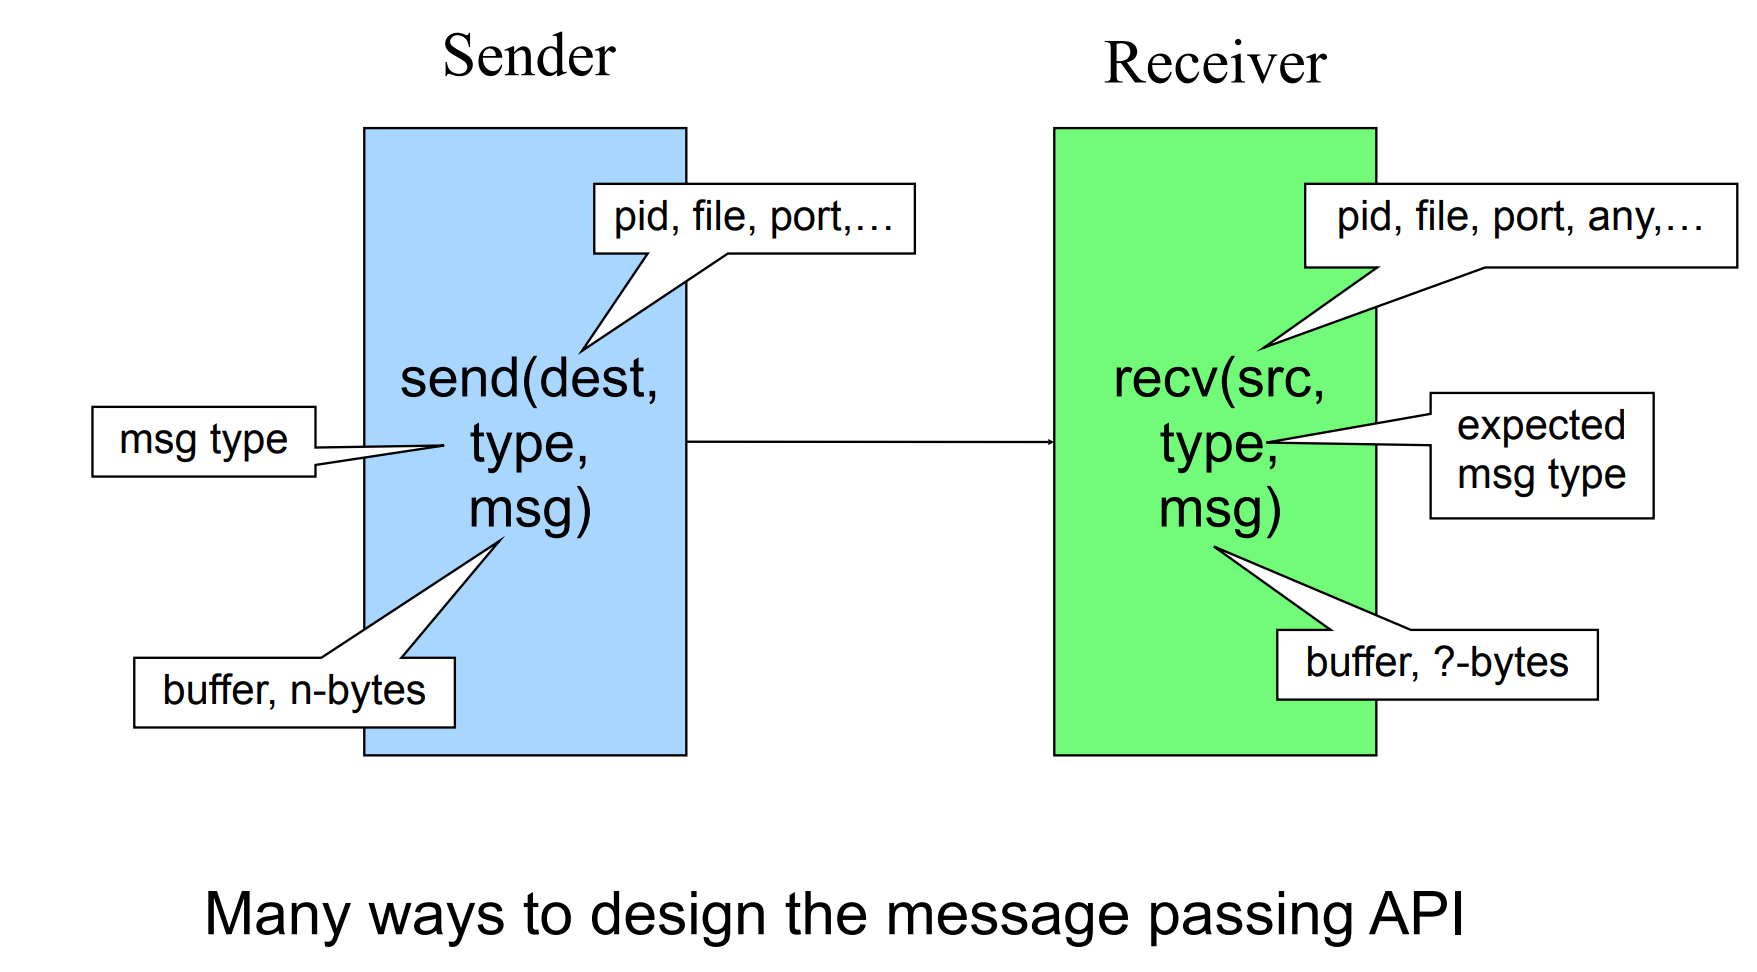 Sender
Receiver
pid, file, port,…
pid, file, port, any,…
send(dest,
type,
msg)
recv(src,
type,
msg)
msg type
expected
msg type
buffer, n-bytes
buffer, ?-bytes
Many ways to design the message passing API